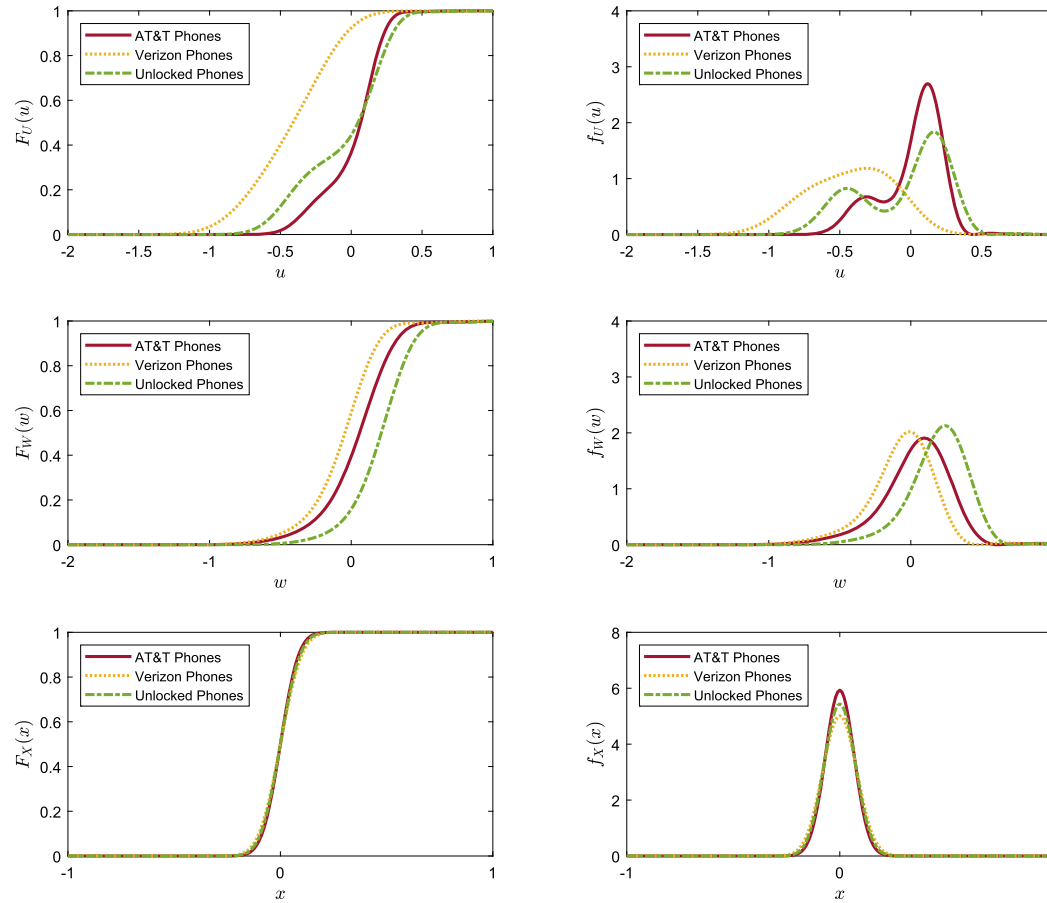 1
0.8
0.6
0.4
0.2
0
F_U(u)
AT&T Phones
Verizon Phones
Unlocked Phones
-2 -1.5 -1 -0.5 0 0.5 1
u
4
3
2
1
0
f_U(u)
AT&T Phones
Verizon Phones
Unlocked Phones
-2 -1.5 -1 -0.5 0 0.5
u
1
0.8
0.6
0.4
0.2
0
F_W(w)
AT&T Phones
Verizon Phones
Unlocked Phones
-2 -1 0 1
w
4
3
2
1
0
f_W(w)
AT&T Phones
Verizon Phones
Unlocked Phones
-2 -1 0
w
1
0.8
0.6
0.4
0.2
0
F_X(x)
AT&T Phones
Verizon Phones
Unlocked Phones
-1 0 1
x
8
6
4
2
0
f_X(x)
AT&T Phones
Verizon Phones
Unlocked Phones
-1 0
x